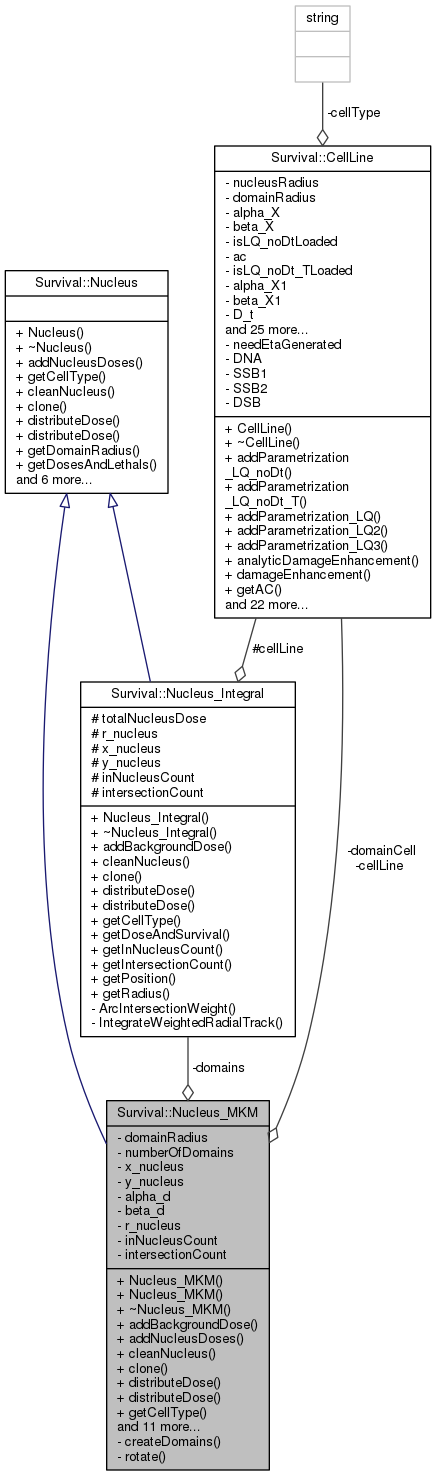 string
-cellType
Survival::CellLine
- nucleusRadius
- domainRadius
- alpha_X
- beta_X
- isLQ_noDtLoaded
- ac
- isLQ_noDt_TLoaded
- alpha_X1
- beta_X1
- D_t
and 25 more...
- needEtaGenerated
- DNA
- SSB1
- SSB2
- DSB
+ CellLine()
+ ~CellLine()
+ addParametrization
_LQ_noDt()
+ addParametrization
_LQ_noDt_T()
+ addParametrization_LQ()
+ addParametrization_LQ2()
+ addParametrization_LQ3()
+ analyticDamageEnhancement()
+ damageEnhancement()
+ getAC()
and 22 more...
Survival::Nucleus
+ Nucleus()
+ ~Nucleus()
+ addNucleusDoses()
+ getCellType()
+ cleanNucleus()
+ clone()
+ distributeDose()
+ distributeDose()
+ getDomainRadius()
+ getDosesAndLethals()
and 6 more...
#cellLine
Survival::Nucleus_Integral
# totalNucleusDose
# r_nucleus
# x_nucleus
# y_nucleus
# inNucleusCount
# intersectionCount
+ Nucleus_Integral()
+ ~Nucleus_Integral()
+ addBackgroundDose()
+ cleanNucleus()
+ clone()
+ distributeDose()
+ distributeDose()
+ getCellType()
+ getDoseAndSurvival()
+ getInNucleusCount()
+ getIntersectionCount()
+ getPosition()
+ getRadius()
- ArcIntersectionWeight()
- IntegrateWeightedRadialTrack()
-domainCell
-cellLine
-domains
Survival::Nucleus_MKM
- domainRadius
- numberOfDomains
- x_nucleus
- y_nucleus
- alpha_d
- beta_d
- r_nucleus
- inNucleusCount
- intersectionCount
+ Nucleus_MKM()
+ Nucleus_MKM()
+ ~Nucleus_MKM()
+ addBackgroundDose()
+ addNucleusDoses()
+ cleanNucleus()
+ clone()
+ distributeDose()
+ distributeDose()
+ getCellType()
and 11 more...
- createDomains()
- rotate()